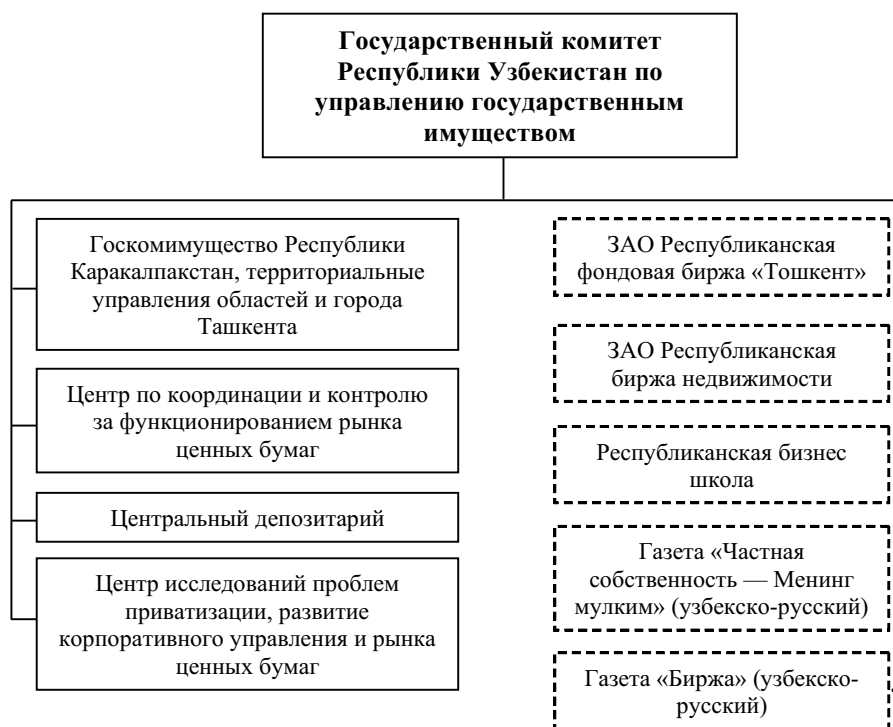 Государственный комитет
Республики Узбекистан по
управлению государственным
имуществом
Госкомимущество Республики
Каракалпакстан, территориальные
управления областей и города
Ташкента
Центр по координации и контролю
за функционированием рынка
ценных бумаг
Центральный депозитарий
Центр исследований проблем
приватизации, развитие
корпоративного управления и рынка
ценных бумаг
ЗАО Республиканская
фондовая биржа «Тошкент»
ЗАО Республиканская
биржа недвижимости
Республиканская бизнес
школа
Газета «Частная
собственность — Менинг
мулким» (узбекско-русский)
Газета «Биржа» (узбекско-
русский)